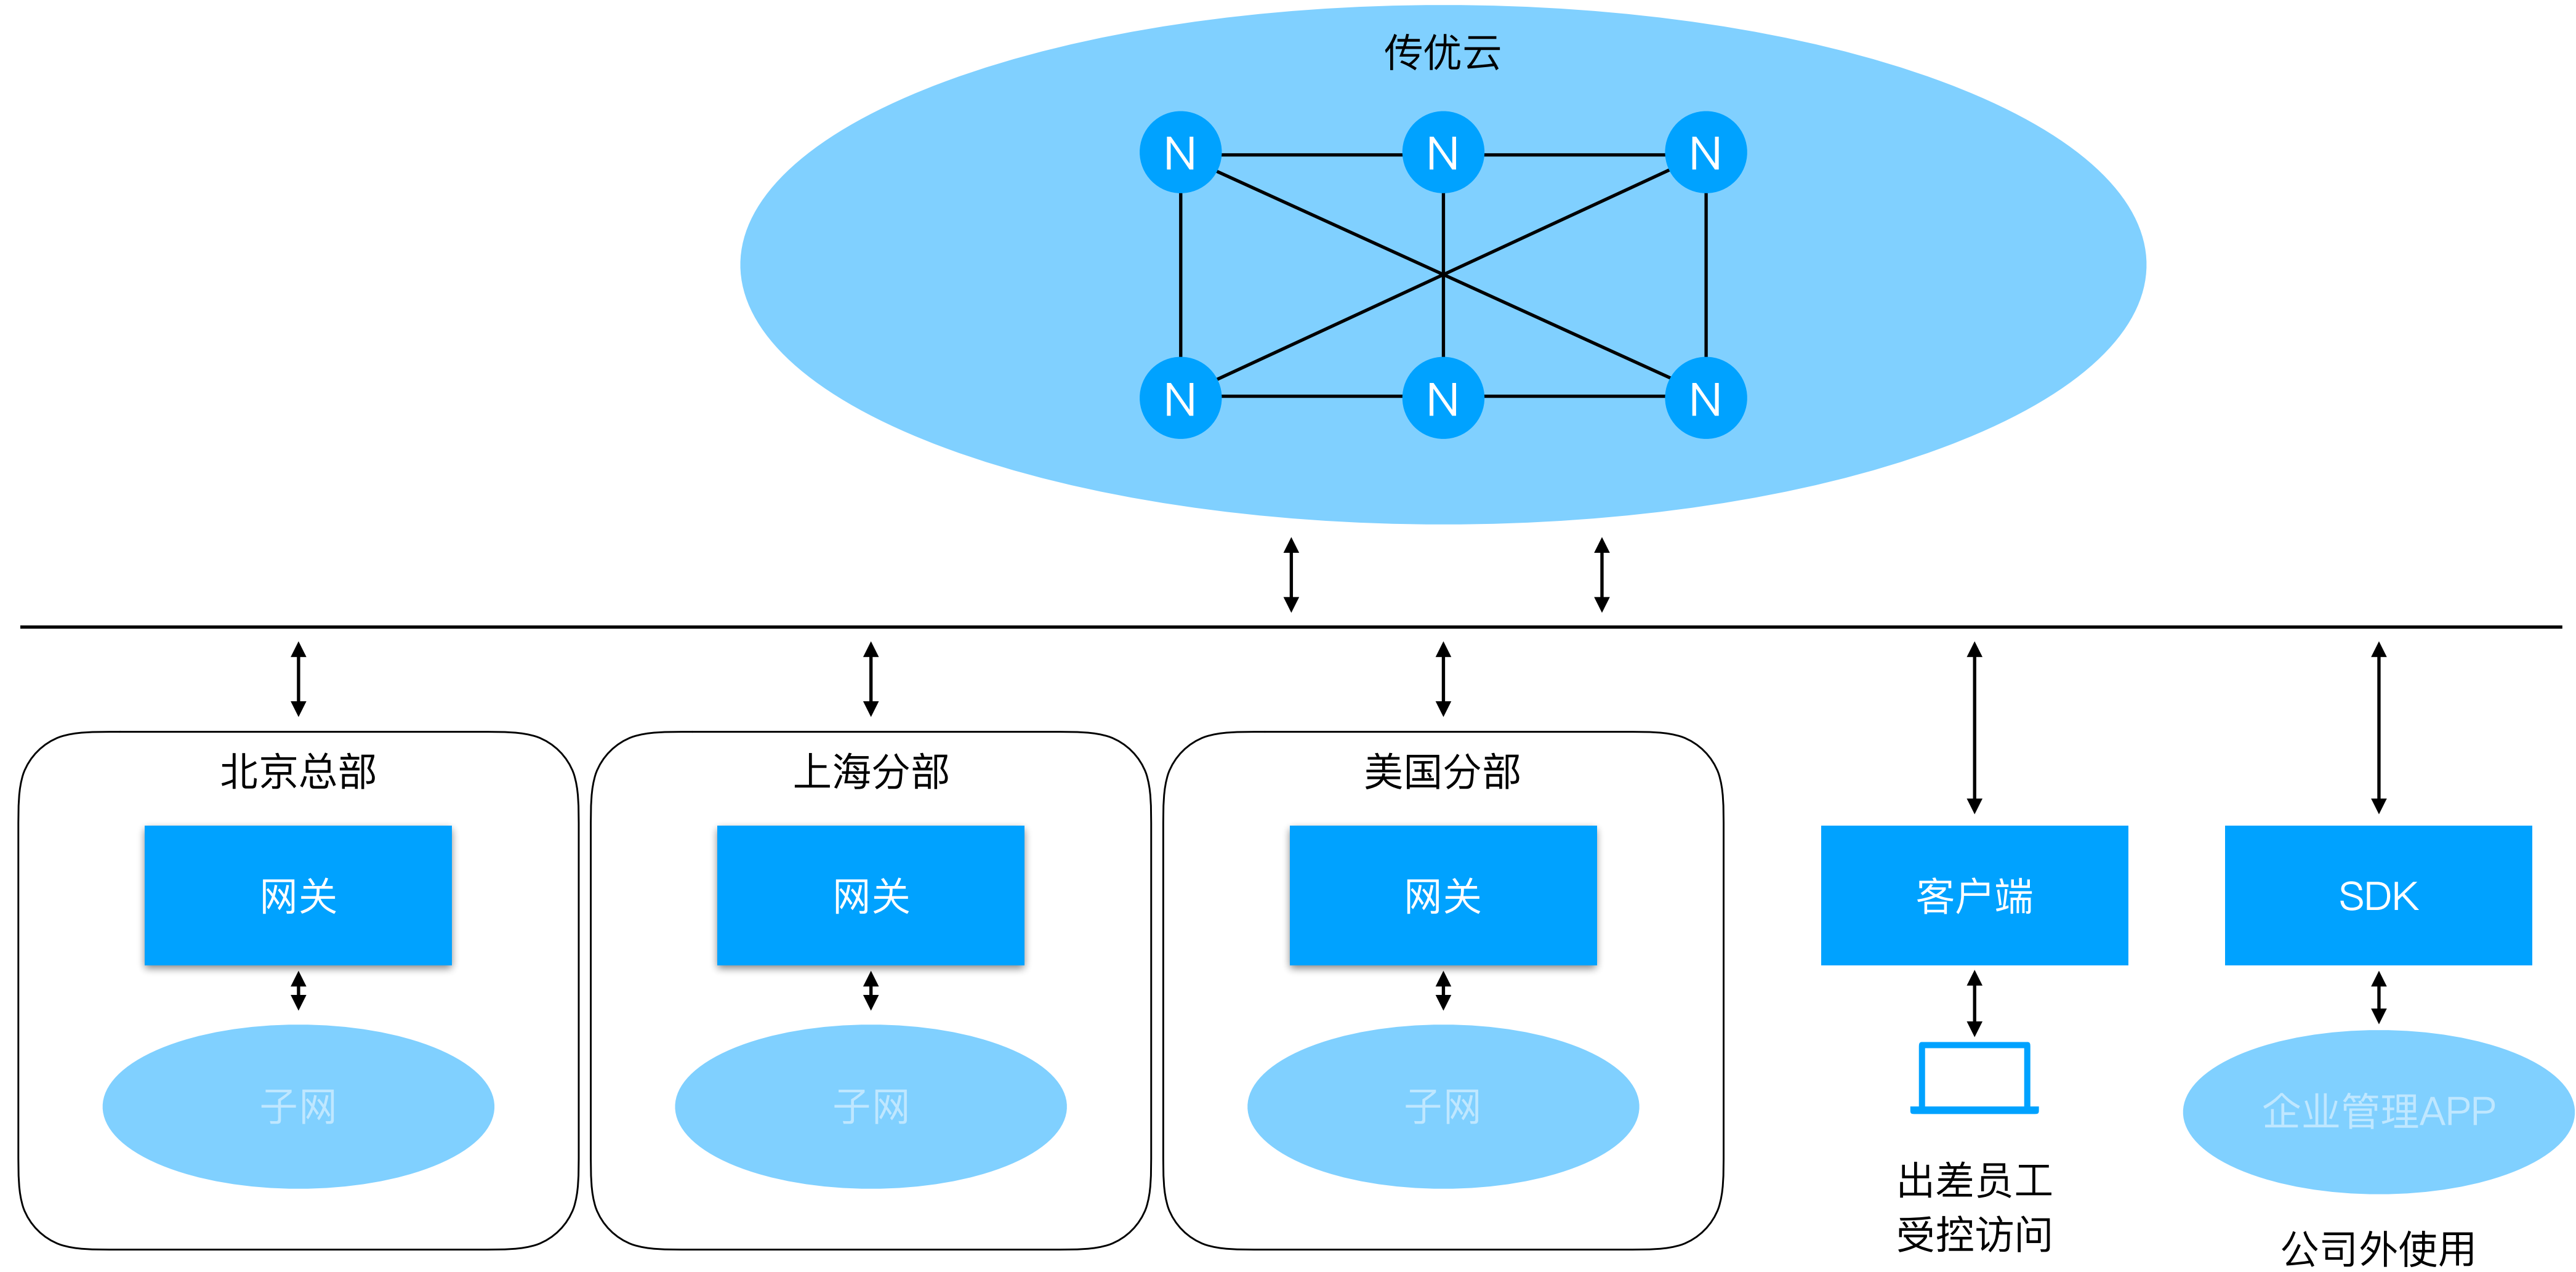 传优云
N
N
N
N
N
N
北京总部
上海分部
美国分部
网关
网关
网关
客户端
SDK
子网
子网
子网
企业管理APP
出差员工
受控访问
公司外使用